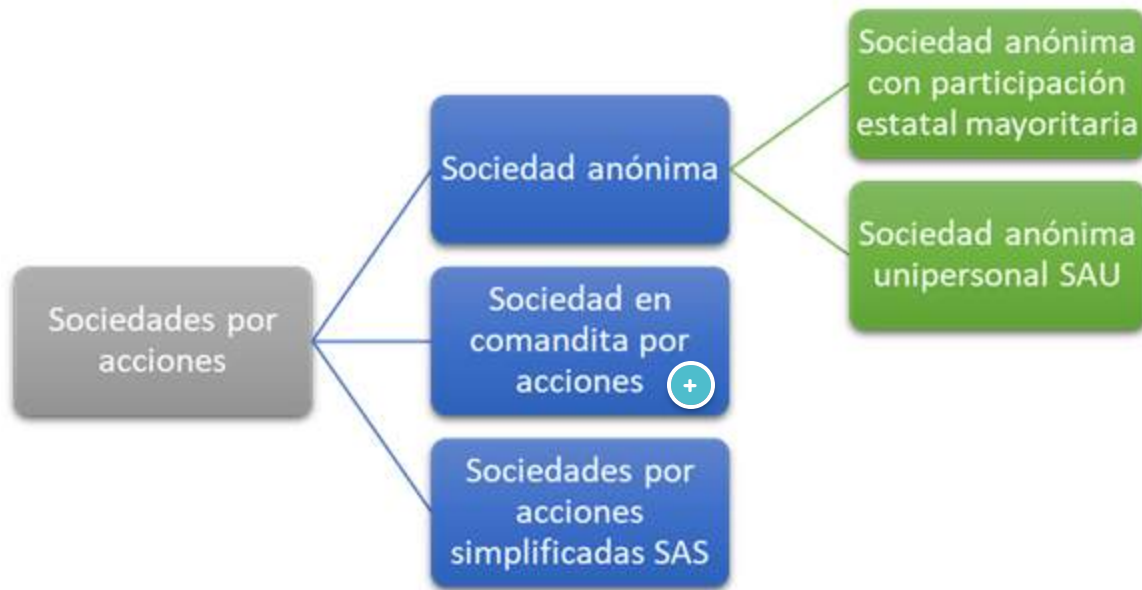 Sociedades por
acciones
Sociedad anónima
Sociedad en
comandita por
acciones
+
Sociedades por
acciones
simplificadas SAS
Sociedad anónima
con participación
estatal mayoritaria
Sociedad anónima
unipersonal SAU